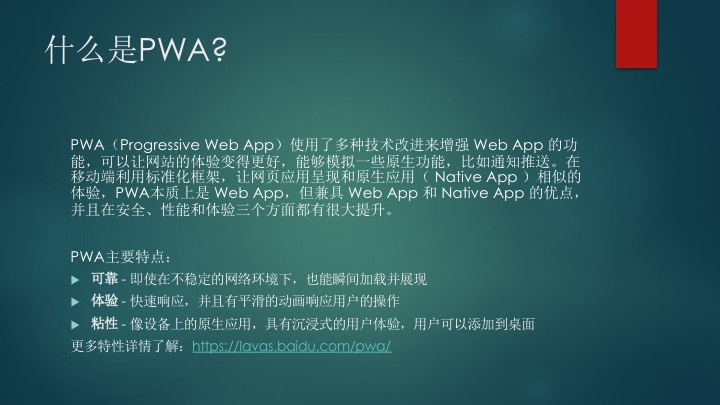 什么是PWA?
PWA（Progressive Web App）使用了多种技术改进来增强 Web App 的功
能，可以让网站的体验变得更好，能够模拟一些原生功能，比如通知推送。在
移动端利用标准化框架，让网页应用呈现和原生应用（ Native App ）相似的
体验，PWA本质上是 Web App，但兼具 Web App 和 Native App 的优点，
并且在安全、性能和体验三个方面都有很大提升。
PWA主要特点：
可靠 - 即使在不稳定的网络环境下，也能瞬间加载并展现
体验 - 快速响应，并且有平滑的动画响应用户的操作
粘性 - 像设备上的原生应用，具有沉浸式的用户体验，用户可以添加到桌面
更多特性详情了解：https://lavas.baidu.com/pwa/